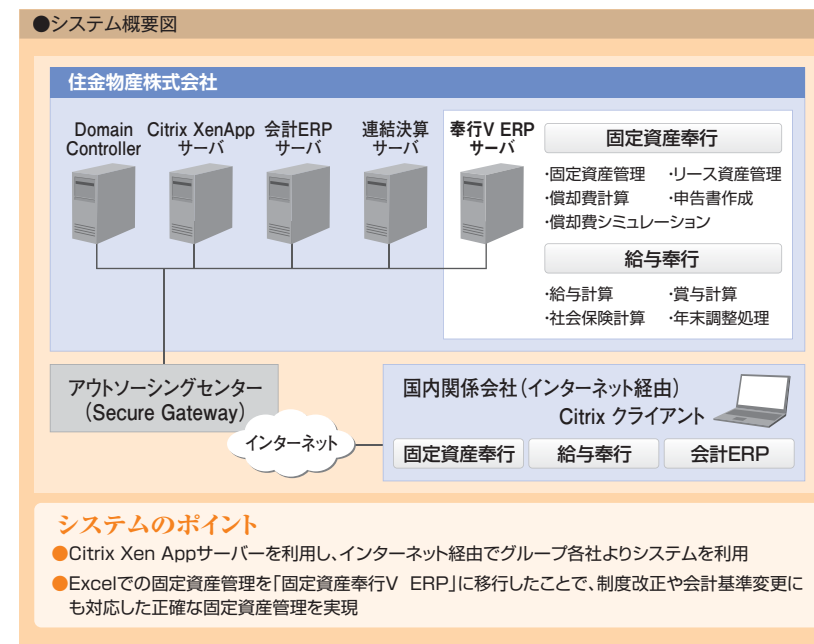 ●システム概要図
住金物産株式会社
Domain Controller
Citrix XenApp サーバ
会計ERP サーバ
連結決算 サーバ
奉行V ERP サーバ
固定資産奉行
・固定資産管理 ・リース資産管理
・償却費計算 ・申告書作成
・償却費シミュレーション
給与奉行
・給与計算 ・賞与計算
・社会保険計算 ・年末調整処理
アウトソーシングセンター
（Secure Gateway）
インターネット
国内関係会社（インターネット経由）
Citrix クライアント
固定資産奉行 給与奉行 会計ERP
システムのポイント
●Citrix Xen Appサーバーを利用し、インターネット経由でグループ各社よりシステムを利用
●Excelでの固定資産管理を「固定資産奉行V ERP」に移行したことで、制度改正や会計基準変更に
も対応した正確な固定資産管理を実現